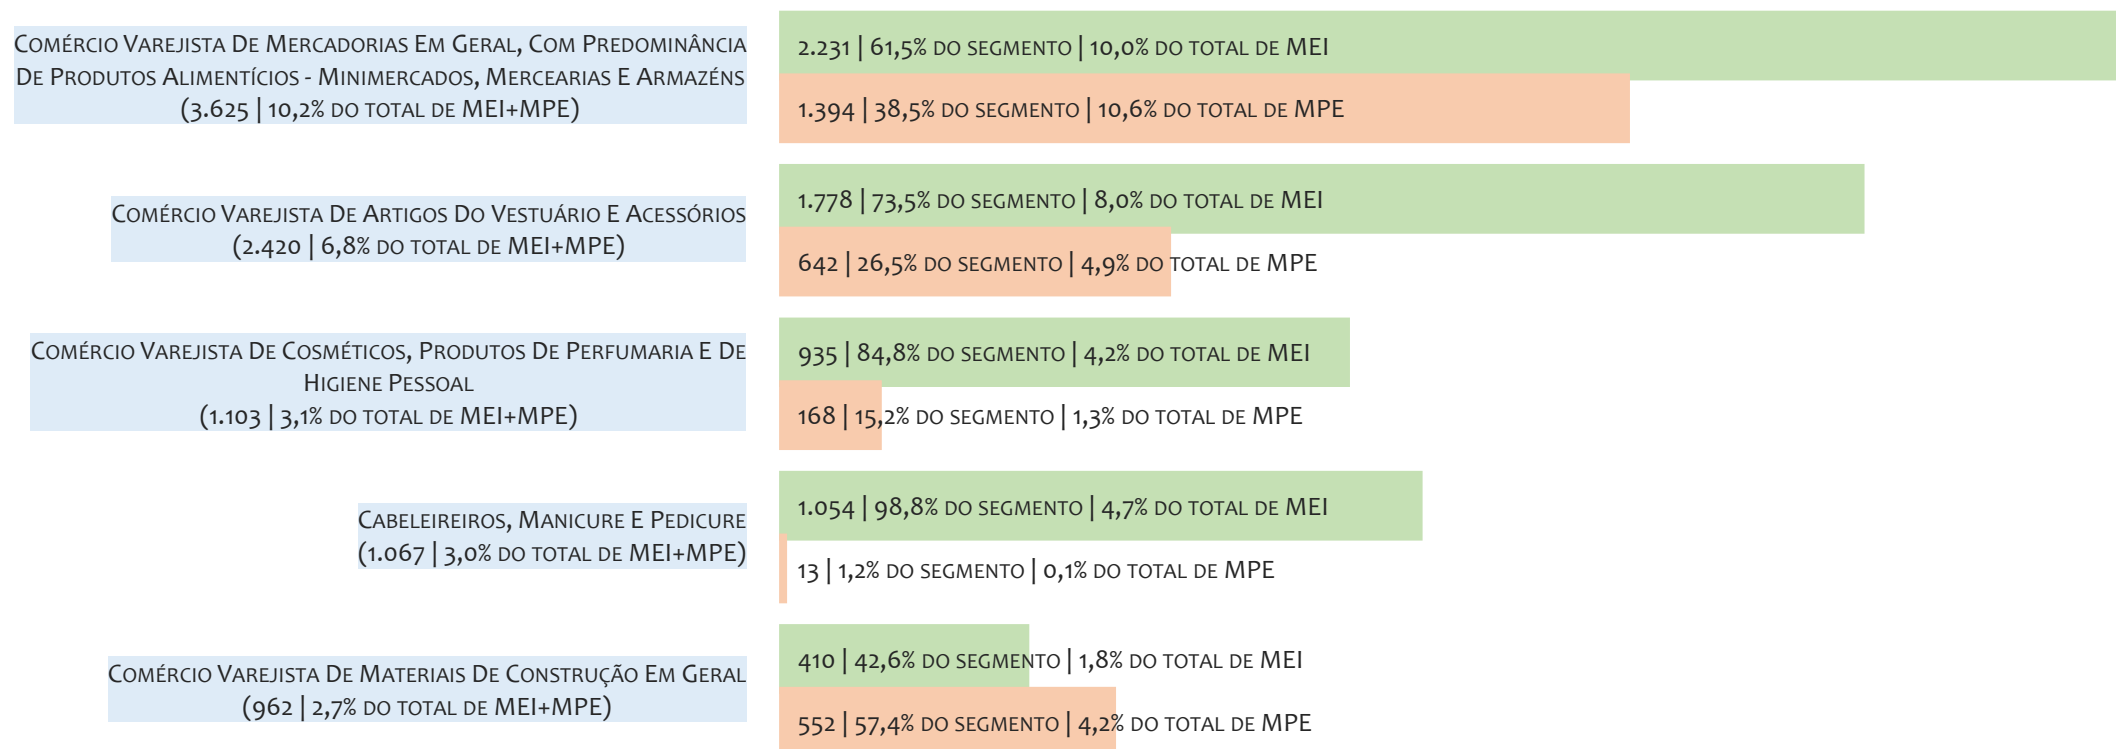 Comércio Varejista De Mercadorias Em Geral, Com Predominância
De Produtos Alimentícios - Minimercados, Mercearias E Armazéns
(3.625 | 10,2% do total de MEI+MPE)
2.231 | 61,5% do segmento | 10,0% do total de MEI
1.394 | 38,5% do segmento | 10,6% do total de MPE
Comércio Varejista De Artigos Do Vestuário E Acessórios
(2.420 | 6,8% do total de MEI+MPE)
1.778 | 73,5% do segmento | 8,0% do total de MEI
642 | 26,5% do segmento | 4,9% do total de MPE
Comércio Varejista De Cosméticos, Produtos De Perfumaria E De
Higiene Pessoal
(1.103 | 3,1% do total de MEI+MPE)
935 | 84,8% do segmento | 4,2% do total de MEI
168 | 15,2% do segmento | 1,3% do total de MPE
Cabeleireiros, Manicure E Pedicure
(1.067 | 3,0% do total de MEI+MPE)
1.054 | 98,8% do segmento | 4,7% do total de MEI
13 | 1,2% do segmento | 0,1% do total de MPE
Comércio Varejista De Materiais De Construção Em Geral
(962 | 2,7% do total de MEI+MPE)
410 | 42,6% do segmento | 1,8% do total de MEI
552 | 57,4% do segmento | 4,2% do total de MPE